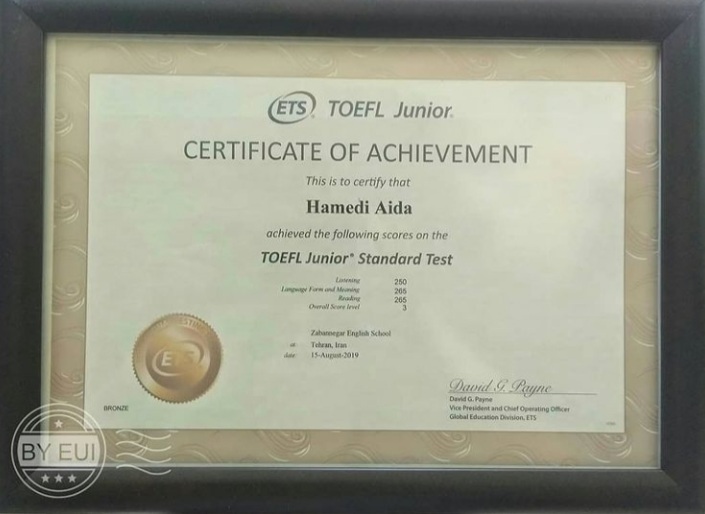 ETS TOEFL Junior
CERTIFICATE OF ACHIEVEMENT
This is to certify that
Hamedi Aida
achieved the following scores on the
TOEFL Junior® Standard Test
Listening 250
Language Form and Meaning 265
Reading 265
Overall Score level 3
Zabannegar English School
at Tehran, Iran
date 15-August-2019
ETS
BRONZE
David G. Payne
David G. Payne
Vice President and Chief Operating Officer
Global Education Division, ETS
BY EUI